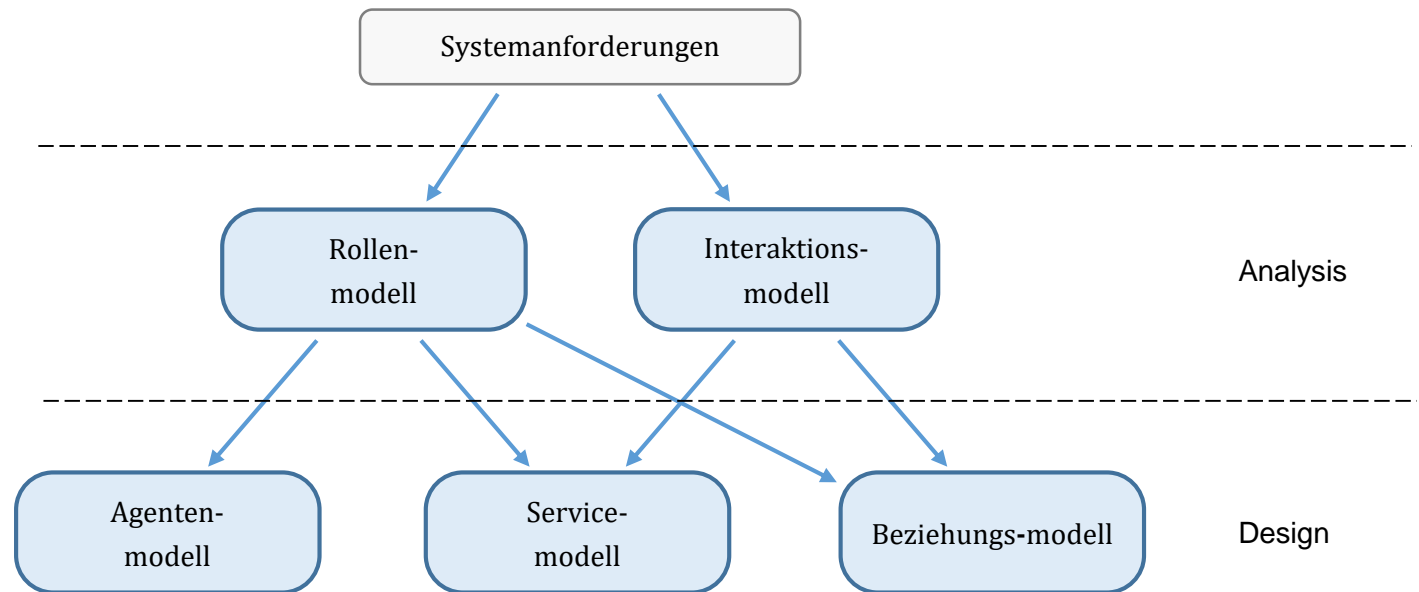 Systemanforderungen
Rollen-
modell
Interaktions-
modell
Analysis
Agenten-
modell
Service-
modell
Beziehungs-modell
Design